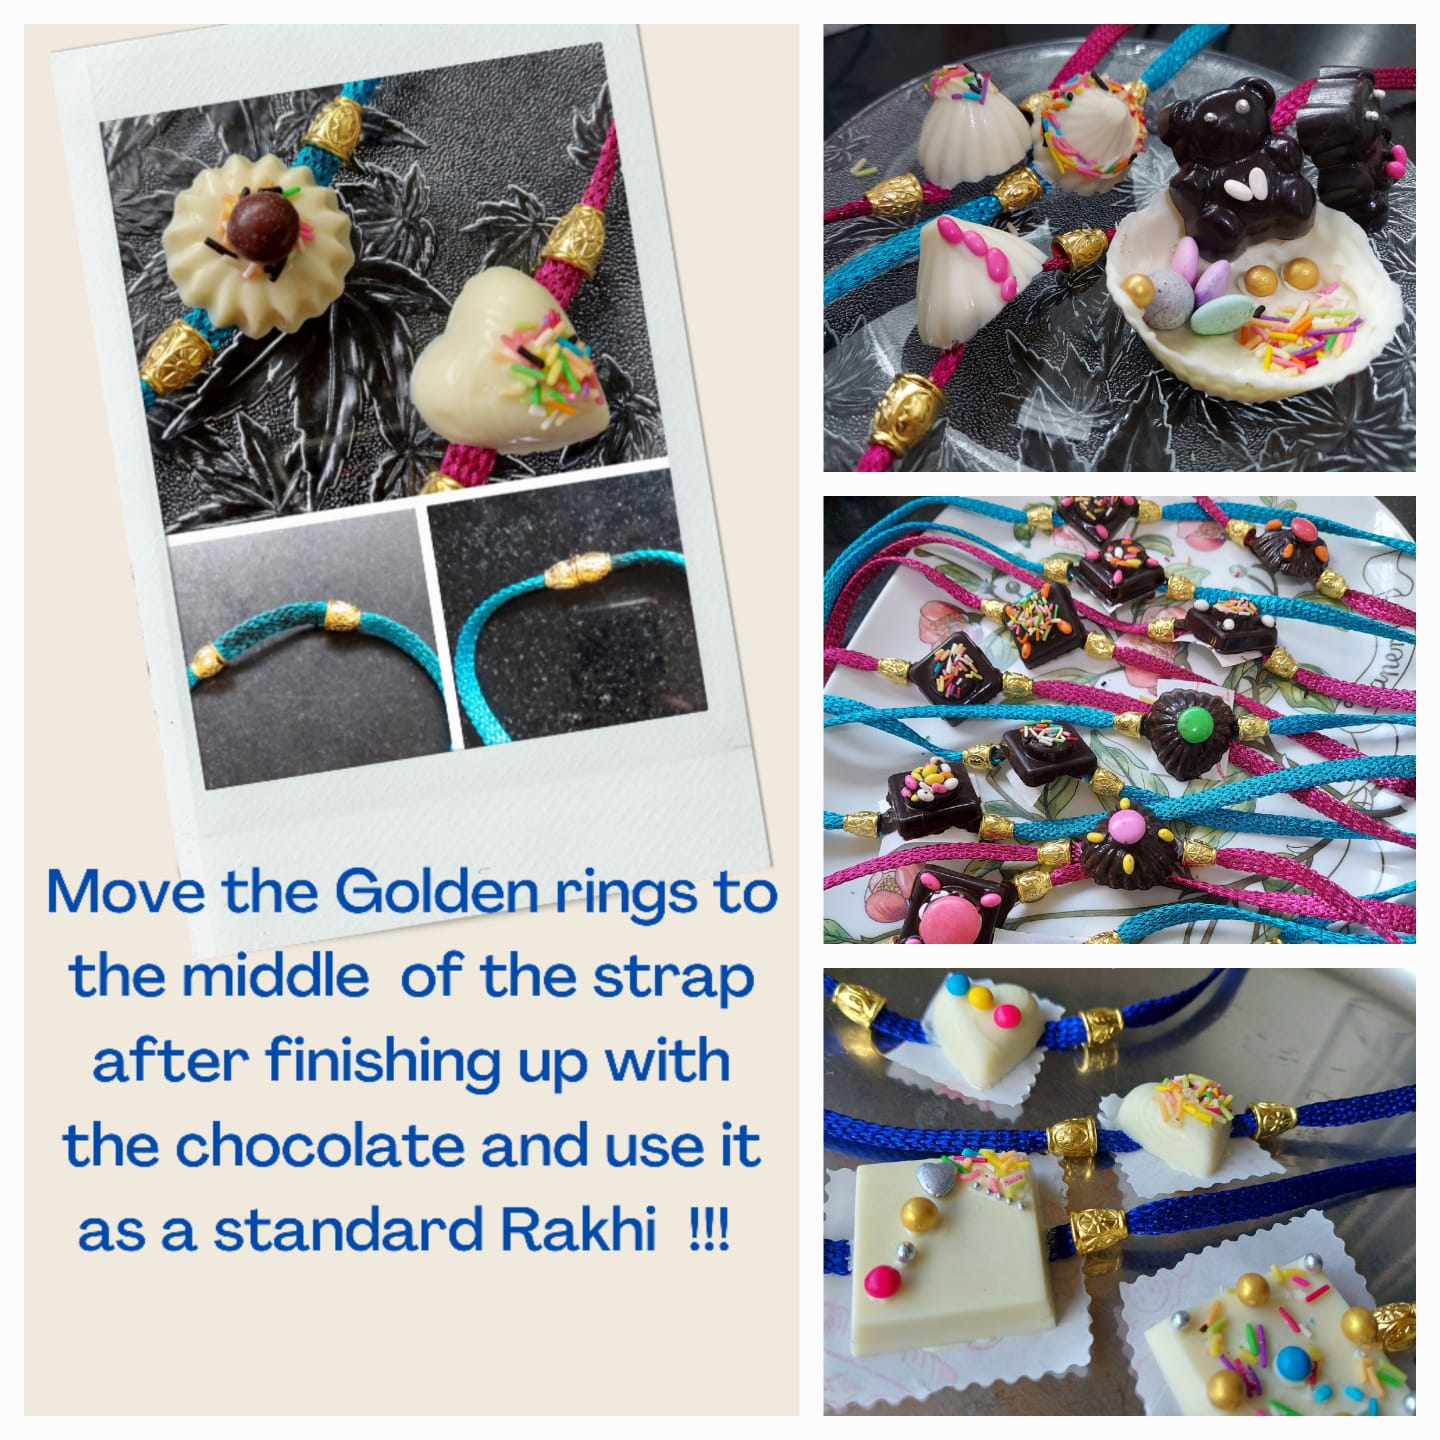 Move the Golden rings to
the middle of the strap
after finishing up with
the chocolate and use it
as a standard Rakhi !!!